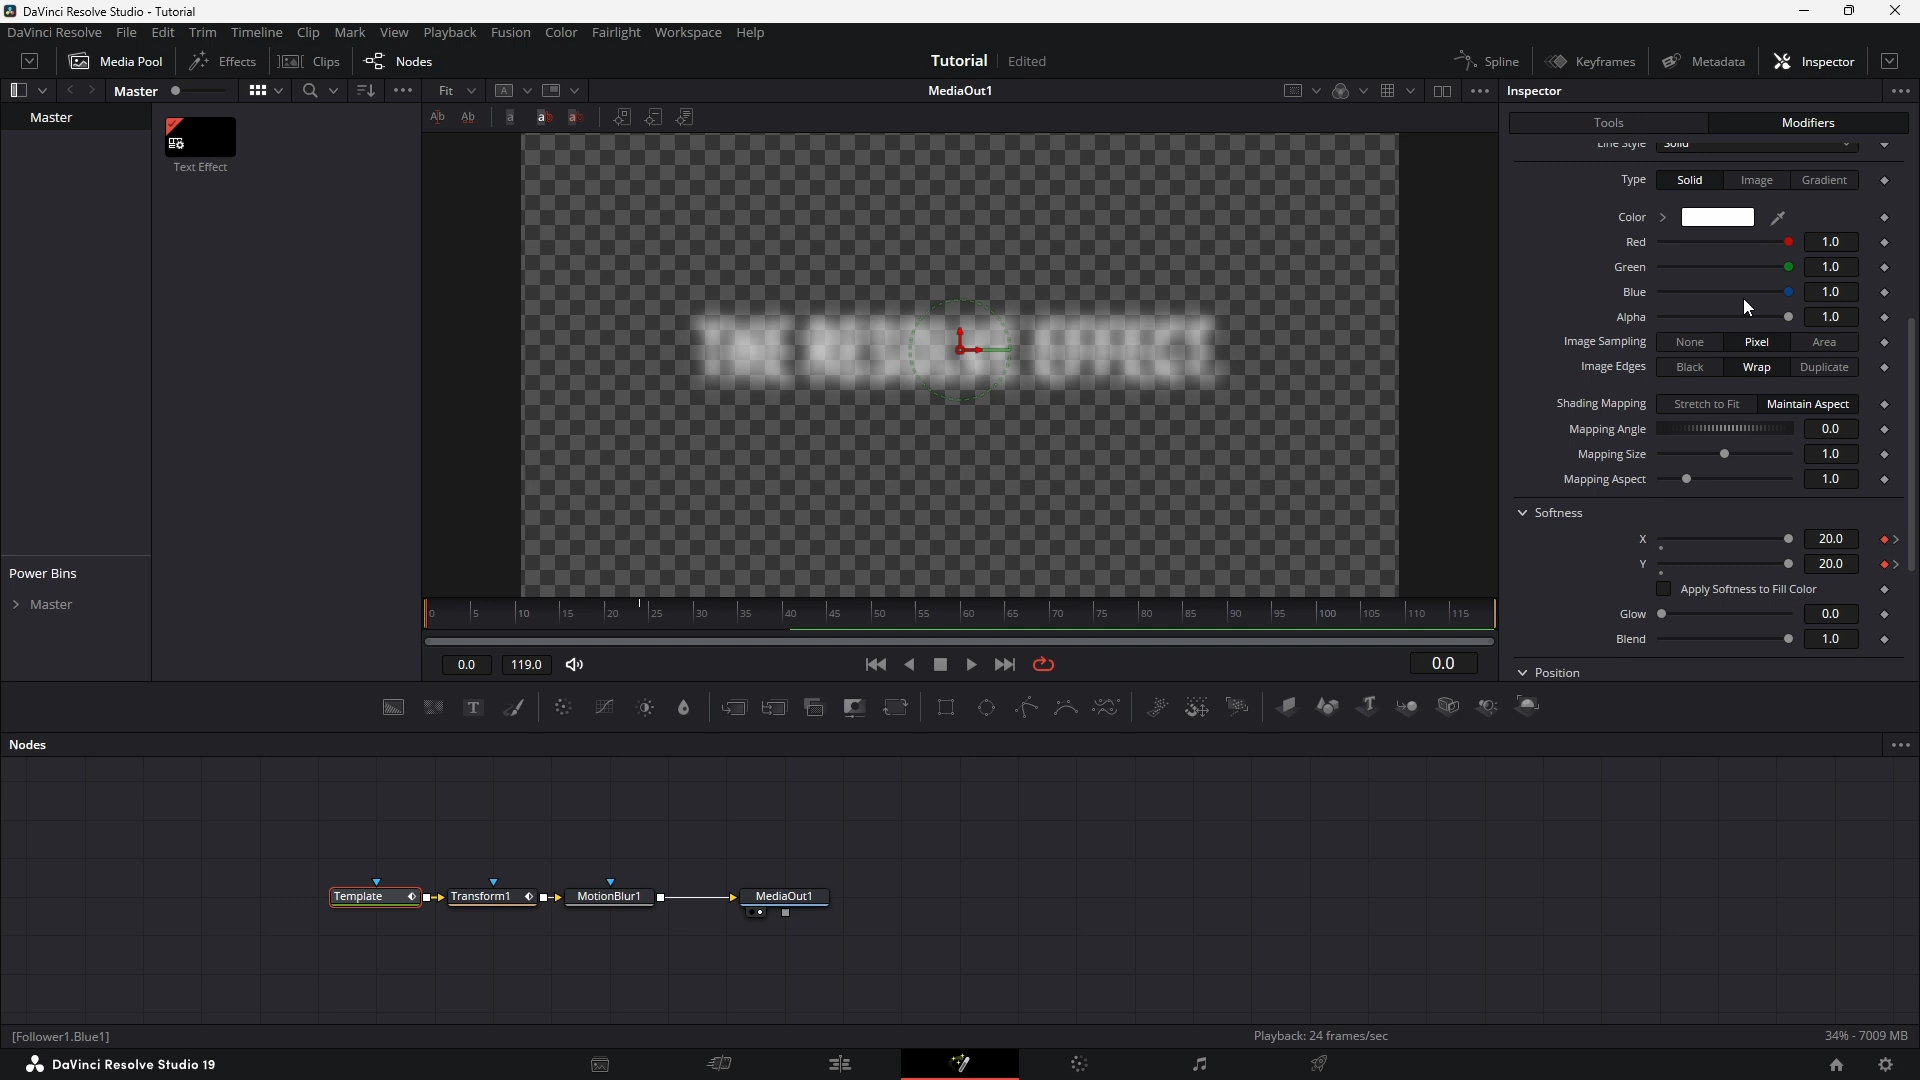 DaVinci Resolve Studio - Tutorial
DaVinci Resolve File Edit Trim Timeline Clip Mark View Playback Fusion Color Fairlight Workspace Help
Media Pool Effects Clips Nodes Tutorial Edited Spline Keyframes Metadata Inspector
Master Fit MediaOut1 Inspector
Master
Text Effect
Tools Modifiers
Line Style Solid
Type Solid Image Gradient
Color
Red 1.0
Green 1.0
Blue 1.0
Alpha 1.0
Image Sampling None Pixel Area
Image Edges Black Wrap Duplicate
Shading Mapping Stretch to Fit Maintain Aspect
Mapping Angle 0.0
Mapping Size 1.0
Mapping Aspect 1.0
Softness
X 20.0
Y 20.0
Apply Softness to Fill Color
Glow 0.0
Blend 1.0
Position
Power Bins
Master
0 5 10 15 20 25 30 35 40 45 50 55 60 65 70 75 80 85 90 95 100 105 110 115
0.0 119.0 0.0
Nodes
Template Transform1 MotionBlur1 MediaOut1
[Follower1.Blue1] Playback: 24 frames/sec 34% - 7009 MB
DaVinci Resolve Studio 19